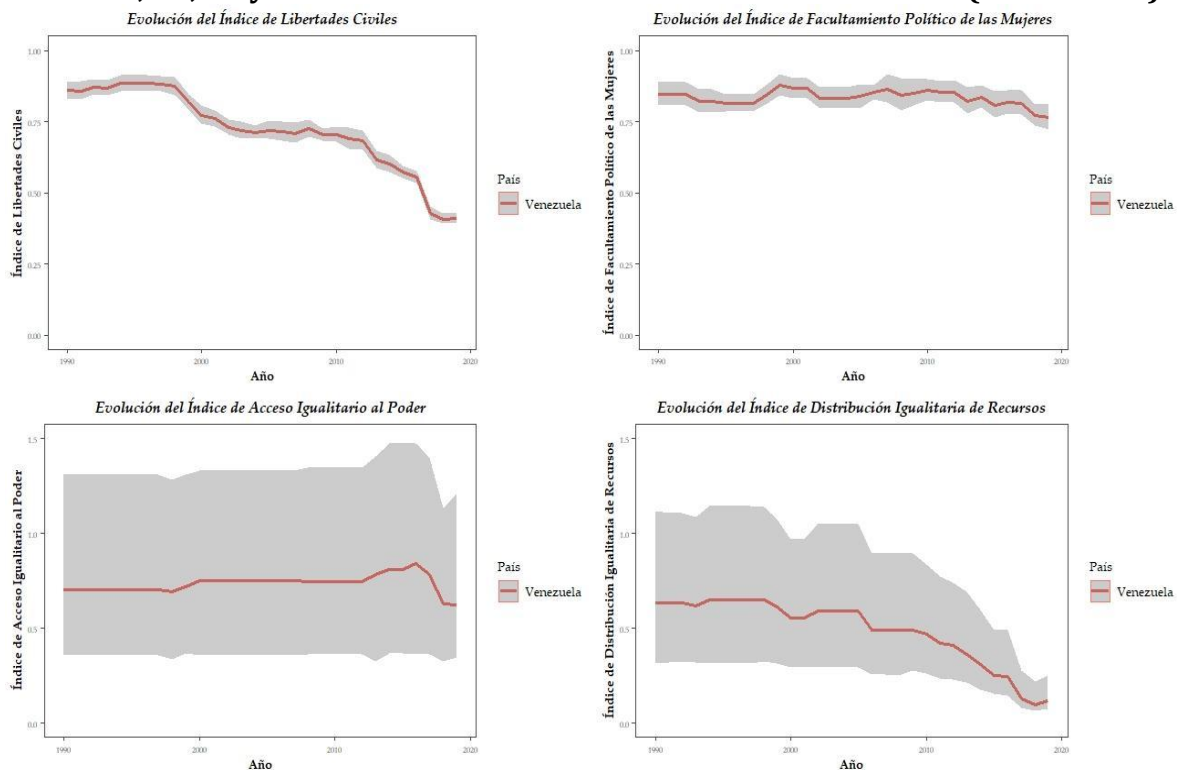 Evolución del Índice de Libertades Civiles
Índice de Libertades Civiles
1.00
0.75
0.50
0.25
0.00
1990
2000
2010
2020
Año
País
Venezuela
Evolución del Índice de Facultamiento Político de las Mujeres
Índice de Facultamiento Político de las Mujeres
1.00
0.75
0.50
0.25
0.00
1990
2000
2010
2020
Año
País
Venezuela
Evolución del Índice de Acceso Igualitario al Poder
Índice de Acceso Igualitario al Poder
1.5
1.0
0.5
0.0
1990
2000
2010
2020
Año
País
Venezuela
Evolución del Índice de Distribución Igualitaria de Recursos
Índice de Distribución Igualitaria de Recursos
1.5
1.0
0.5
0.0
1990
2000
2010
2020
Año
País
Venezuela